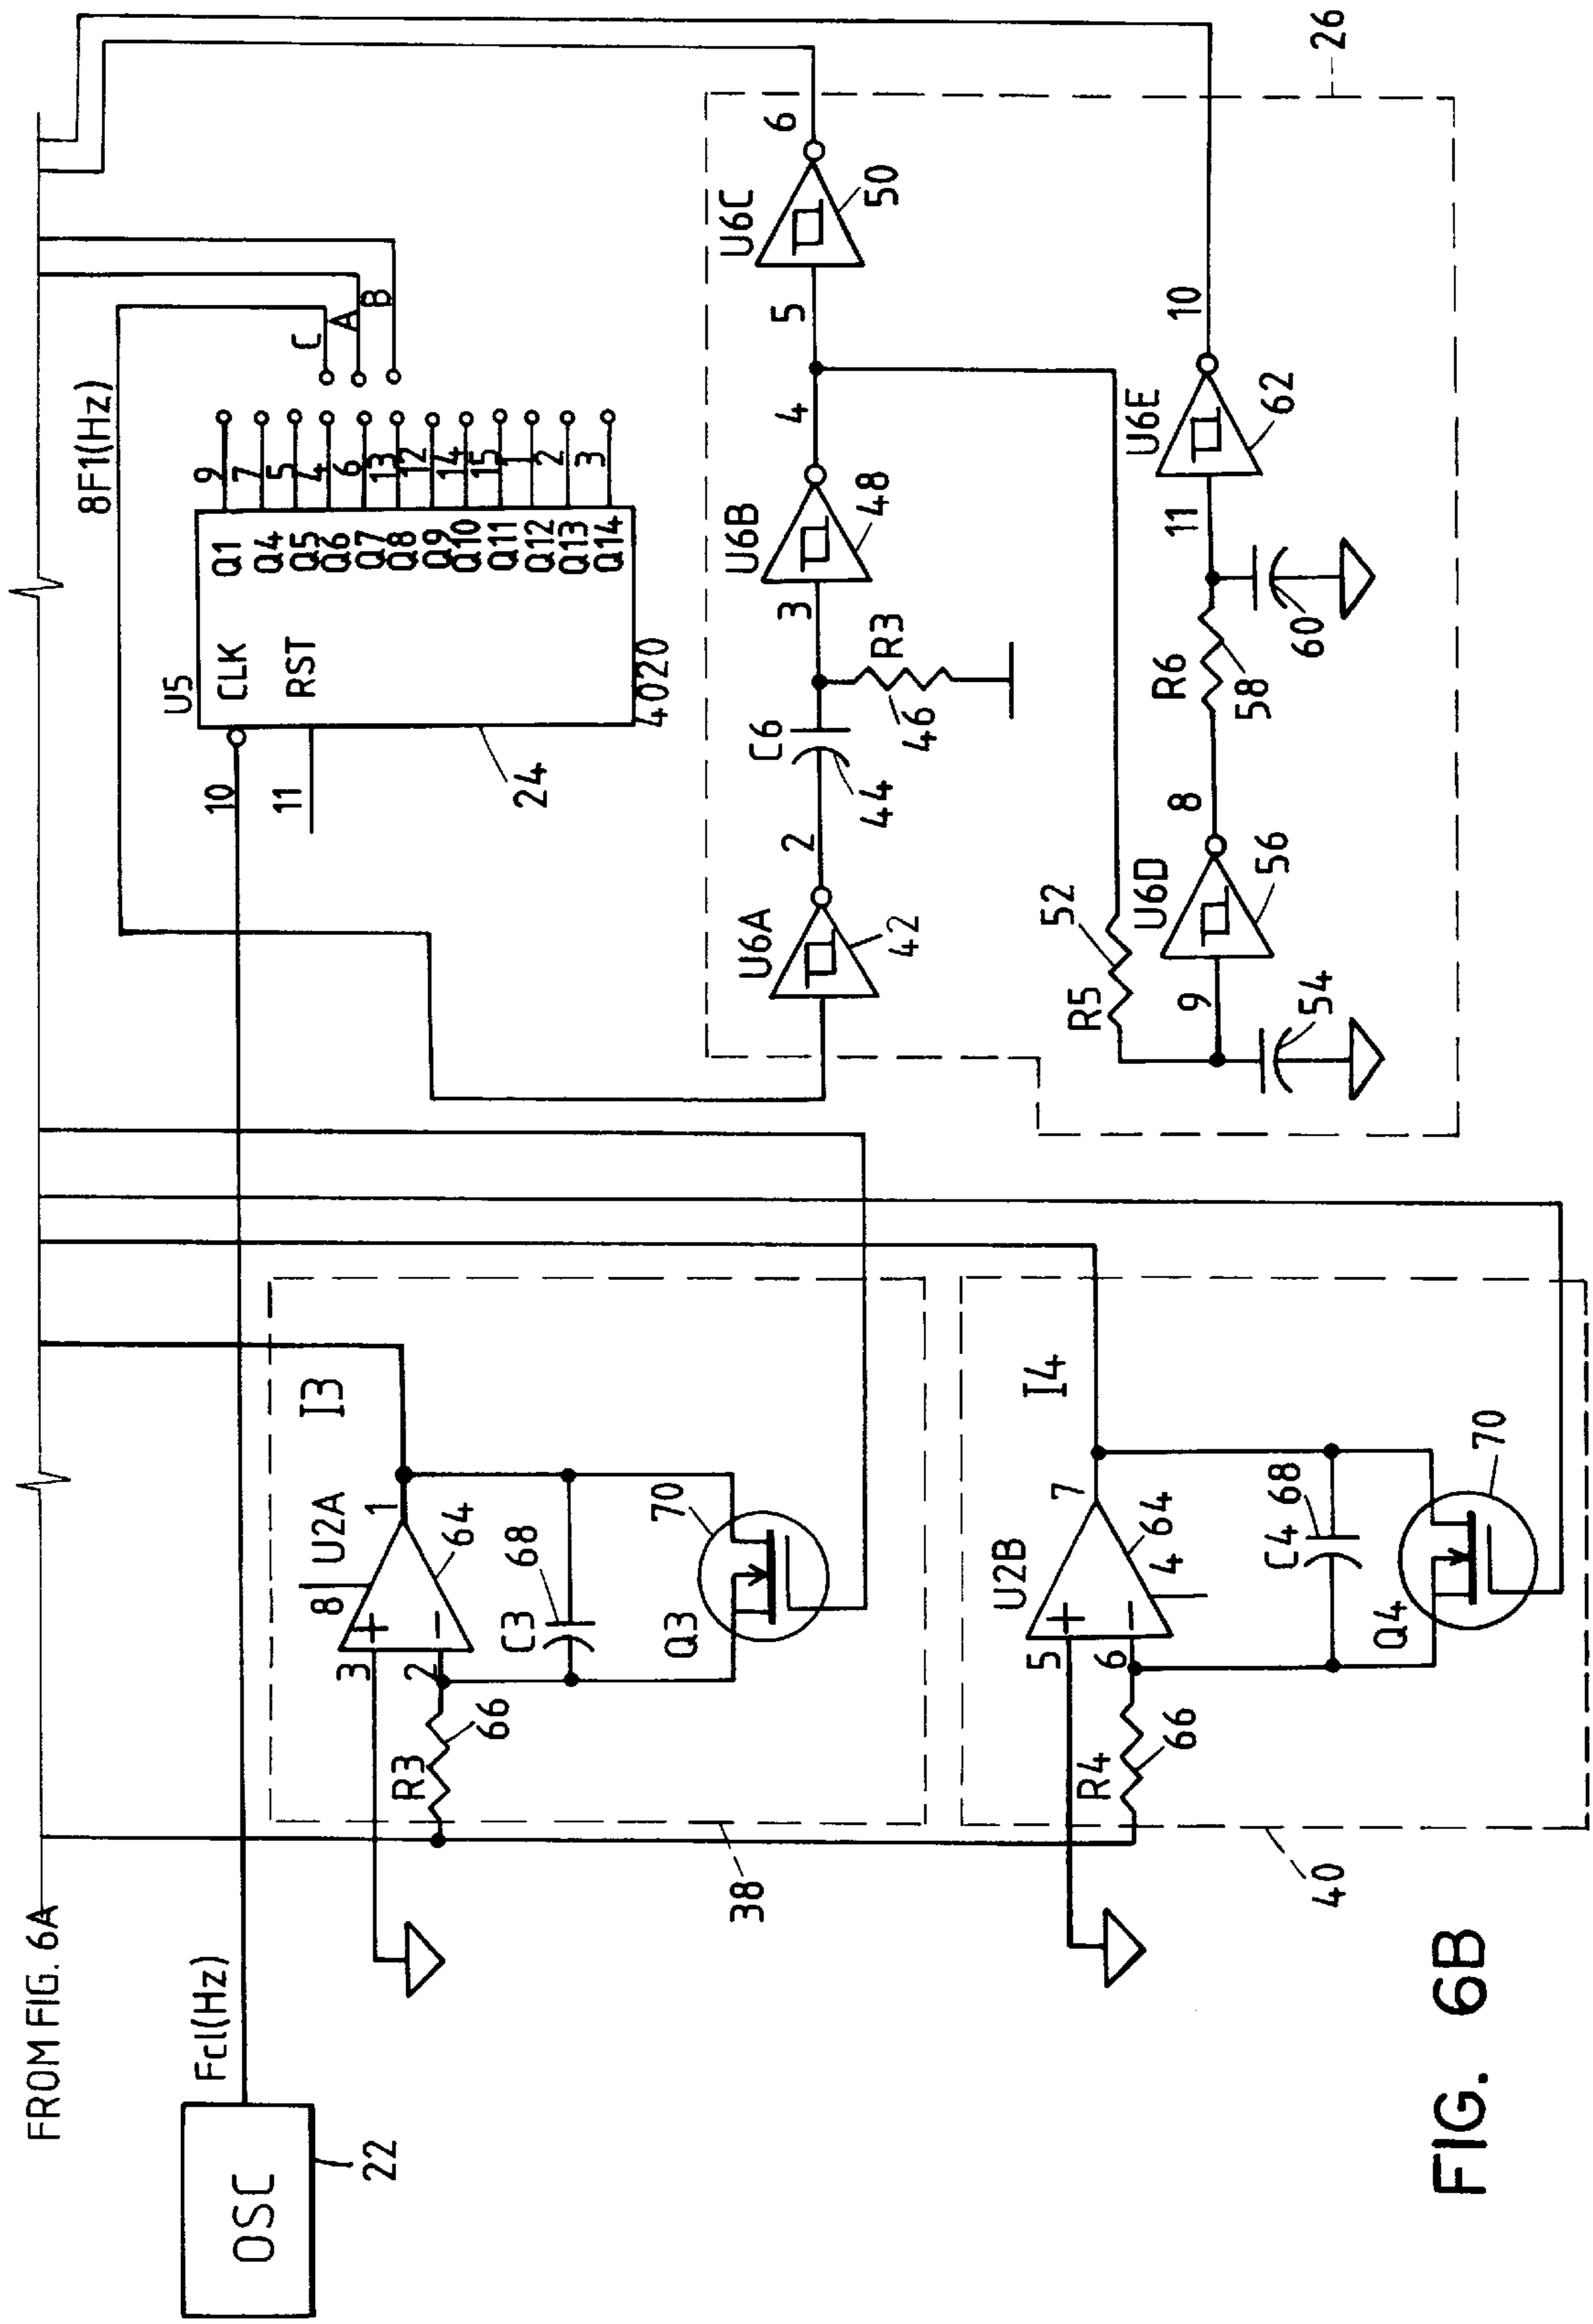 FROM FIG. 6A
OSC
22
Fcl(Hz)
10
11
U5
CLK
RST
4020
24
Q1
Q4
Q5
Q6
Q7
Q8
Q9
Q10
Q11
Q12
Q13
Q14
9
7
5
4
6
13
12
14
15
1
2
3
8F1(Hz)
C
A
B
I3
U2A
8
1
3
2
+
−
64
R3
66
C3
68
Q3
70
38
I4
U2B
7
5
6
+
−
64
4
R4
66
C4
68
Q4
70
40
U6A
42
2
C6
44
46
R3
3
U6B
48
4
5
U6C
50
6
26
52
R5
9
54
U6D
56
8
R6
58
60
11
U6E
62
10
FIG. 6B